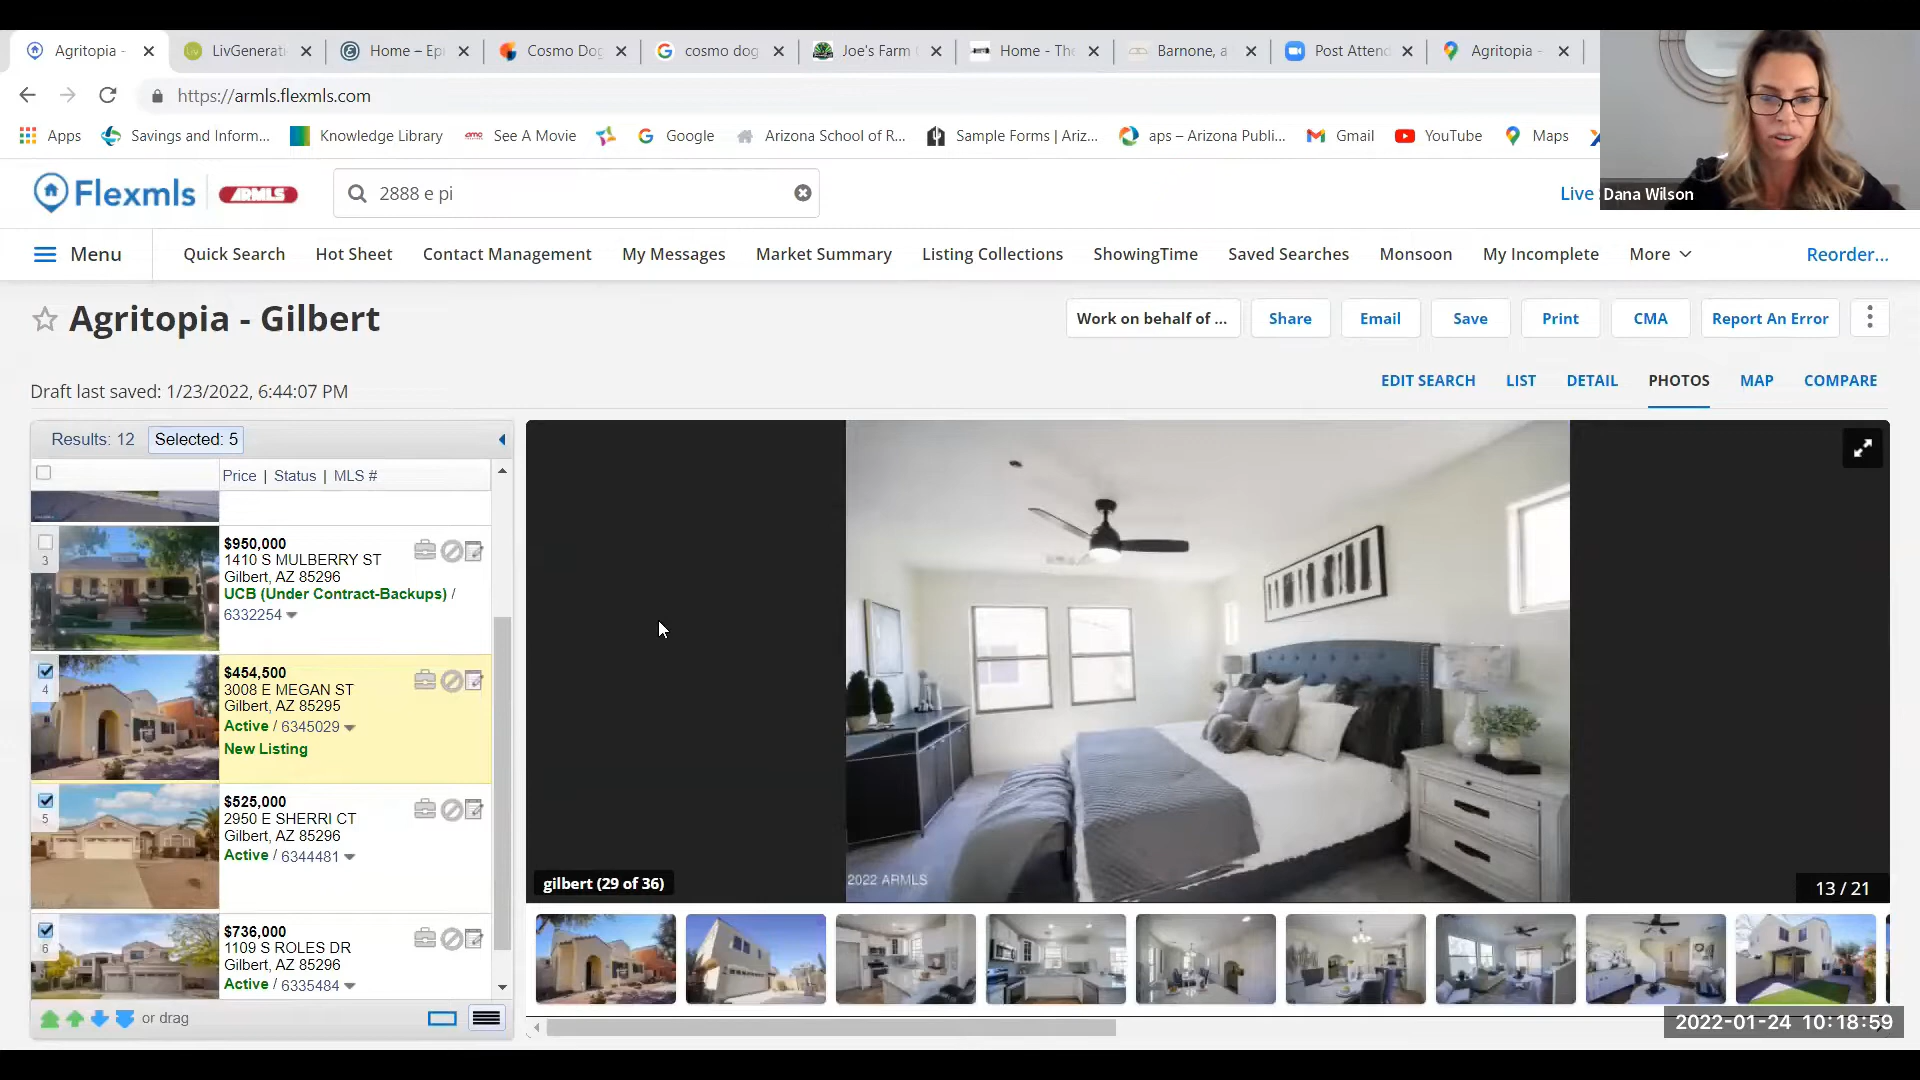 Agritopia -
LivGenerati
Home – Epi
Cosmo Dog
cosmo dog
Joe's Farm
Home - The
Barnone, a
Post Attend
Agritopia -
https://armls.flexmls.com
Apps
Savings and Inform...
Knowledge Library
amc
See A Movie
Google
Arizona School of R...
Sample Forms | Ariz...
aps – Arizona Publi...
Gmail
YouTube
Maps
Dana Wilson
Flexmls
ARMLS
2888 e pi
Live
Menu
Quick Search
Hot Sheet
Contact Management
My Messages
Market Summary
Listing Collections
ShowingTime
Saved Searches
Monsoon
My Incomplete
More
Reorder...
Agritopia - Gilbert
Work on behalf of ...
Share
Email
Save
Print
CMA
Report An Error
Draft last saved: 1/23/2022, 6:44:07 PM
EDIT SEARCH
LIST
DETAIL
PHOTOS
MAP
COMPARE
Results: 12
Selected: 5
Price | Status | MLS #
3
$950,000
1410 S MULBERRY ST
Gilbert, AZ 85296
UCB (Under Contract-Backups) /
6332254
4
$454,500
3008 E MEGAN ST
Gilbert, AZ 85295
Active / 6345029
New Listing
5
$525,000
2950 E SHERRI CT
Gilbert, AZ 85296
Active / 6344481
6
$736,000
1109 S ROLES DR
Gilbert, AZ 85296
Active / 6335484
or drag
2022 ARMLS
gilbert (29 of 36)
13 / 21
2022-01-24 10:18:59